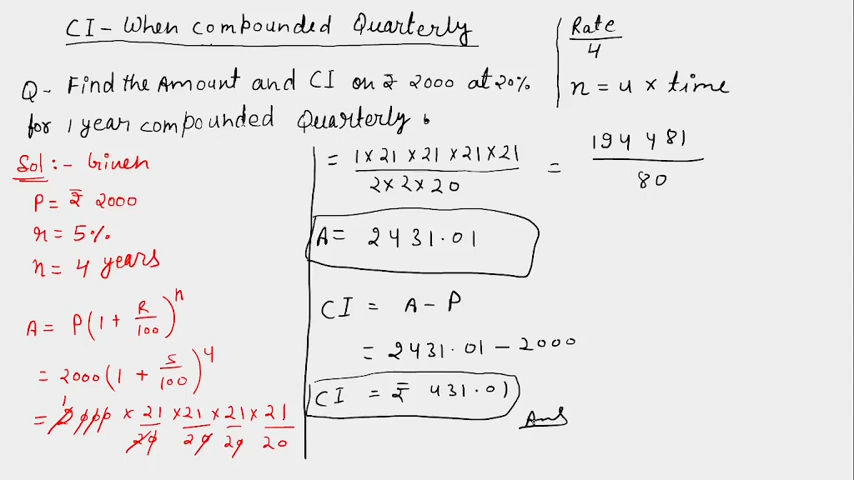 CI - When compounded Quarterly
Rate
4
n = 4 x time
Q - Find the Amount and CI on ₹ 2000 at 20%
for 1 year compounded Quarterly .
Sol :- Given
P = ₹ 2000
r = 5%
n = 4 years
A = P(1 + R/100)^n
= 2000(1 + 5/100)^4
= 2000 x 21/20 x 21/20 x 21/20 x 21/20
= 1 x 21 x 21 x 21 x 21 / 2 x 2 x 20 = 194 481 / 80
A = 2431.01
CI = A - P
= 2431.01 - 2000
CI = ₹ 431.01
Ans